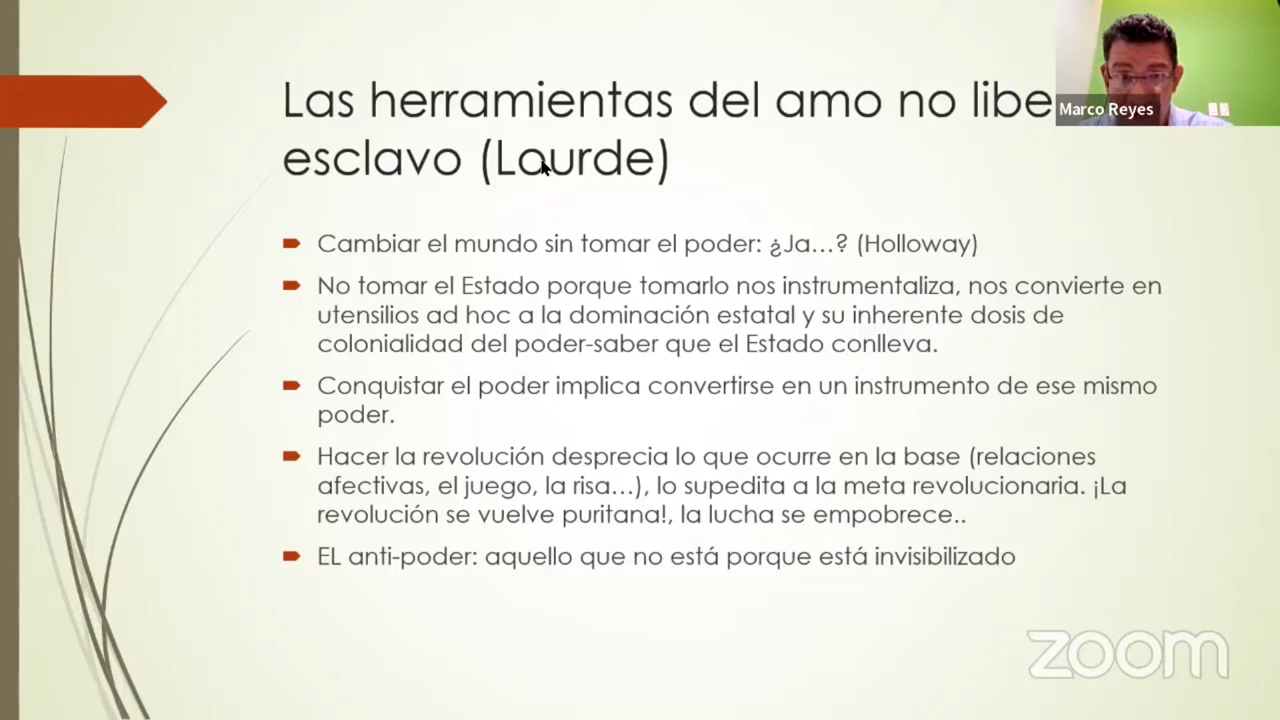 Las herramientas del amo no libe
Marco Reyes
esclavo (Lourde)
Cambiar el mundo sin tomar el poder: ¿Ja...? (Holloway)
No tomar el Estado porque tomarlo nos instrumentaliza, nos convierte en
utensilios ad hoc a la dominación estatal y su inherente dosis de
colonialidad del poder-saber que el Estado conlleva.
Conquistar el poder implica convertirse en un instrumento de ese mismo
poder.
Hacer la revolución desprecia lo que ocurre en la base (relaciones
afectivas, el juego, la risa...), lo supedita a la meta revolucionaria. ¡La
revolución se vuelve puritana!, la lucha se empobrece..
EL anti-poder: aquello que no está porque está invisibilizado
zoom